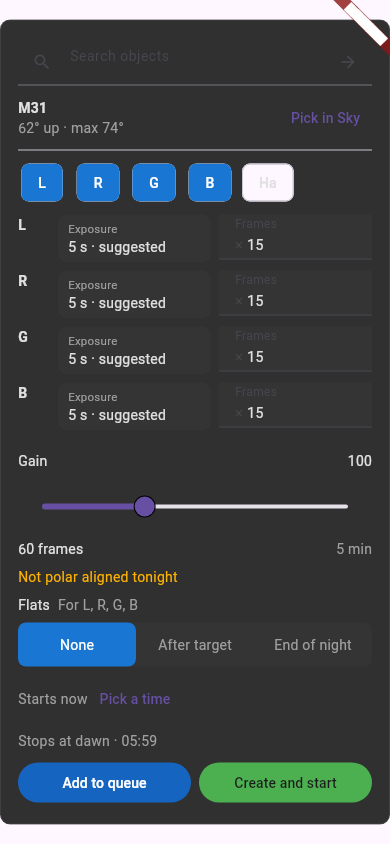 Search objects
M31
62° up · max 74°
Pick in Sky
L R G B Ha
L
Exposure
5 s · suggested
Frames
× 15
R
Exposure
5 s · suggested
Frames
× 15
G
Exposure
5 s · suggested
Frames
× 15
B
Exposure
5 s · suggested
Frames
× 15
Gain 100
60 frames 5 min
Not polar aligned tonight
Flats For L, R, G, B
None After target End of night
Starts now Pick a time
Stops at dawn · 05:59
Add to queue Create and start